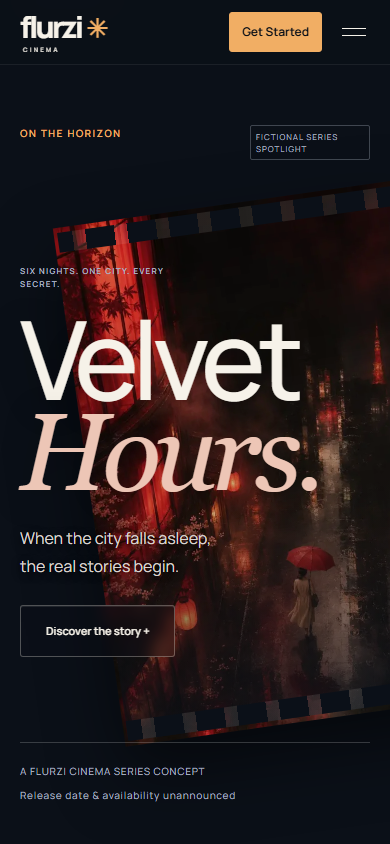 flurzi
CINEMA
Get Started
ON THE HORIZON
FICTIONAL SERIES
SPOTLIGHT
SIX NIGHTS. ONE CITY. EVERY
SECRET.
Velvet
Hours.
When the city falls asleep,
the real stories begin.
Discover the story +
A FLURZI CINEMA SERIES CONCEPT
Release date & availability unannounced